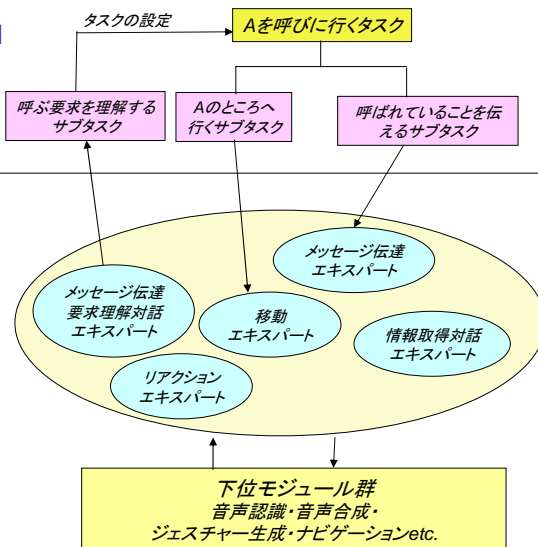 タスクの設定
Aを呼びに行くタスク
呼ぶ要求を理解する
サブタスク
Aのところへ
行くサブタスク
呼ばれていることを伝
えるサブタスク
メッセージ伝達
エキスパート
メッセージ伝達
要求理解対話
エキスパート
移動
エキスパート
情報取得対話
エキスパート
リアクション
エキスパート
下位モジュール群
音声認識・音声合成・
ジェスチャー生成・ナビゲーションetc.